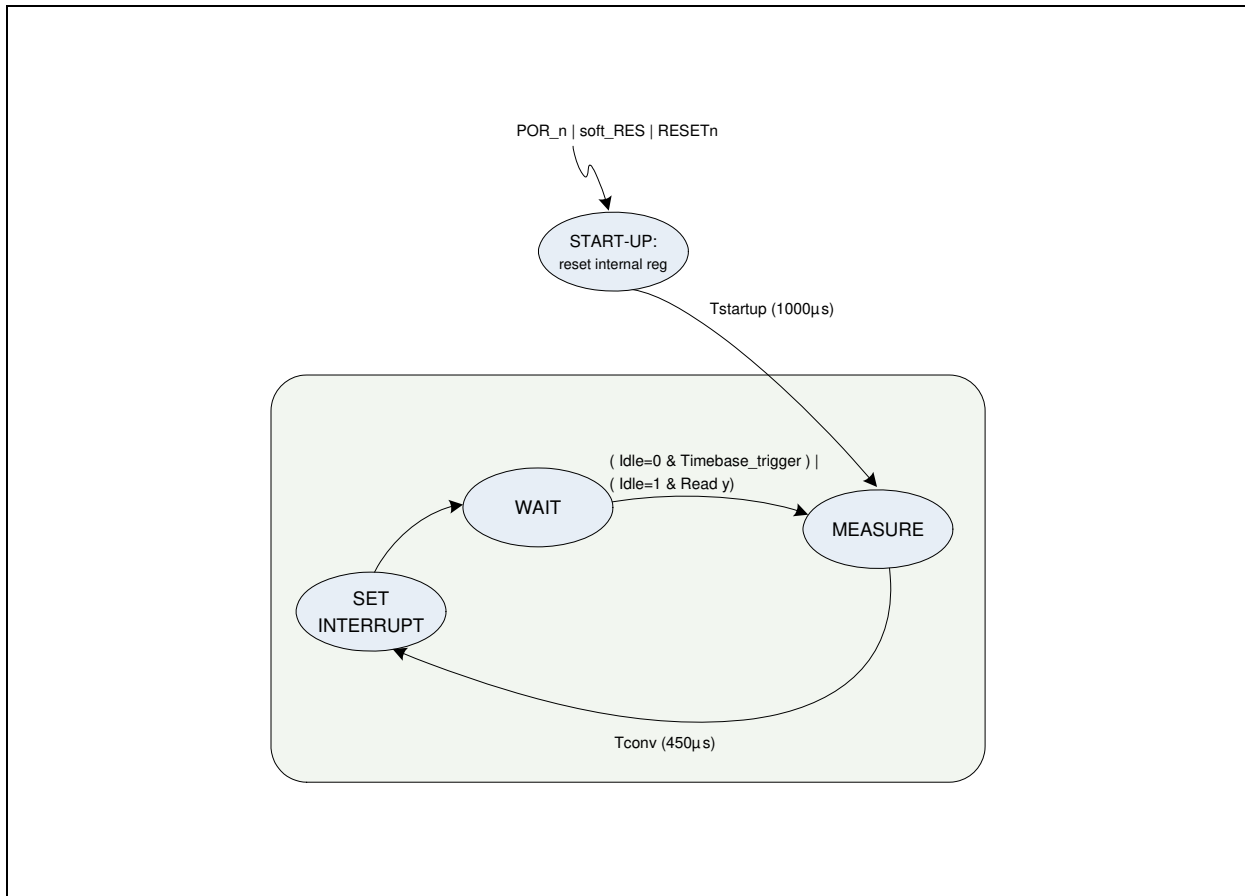 POR_n | soft_RES | RESETn
START-UP:
reset internal reg
Tstartup (1000µs)
( Idle=0 & Timebase_trigger ) |
( Idle=1 & Read y)
WAIT
MEASURE
SET
INTERRUPT
Tconv (450µs)